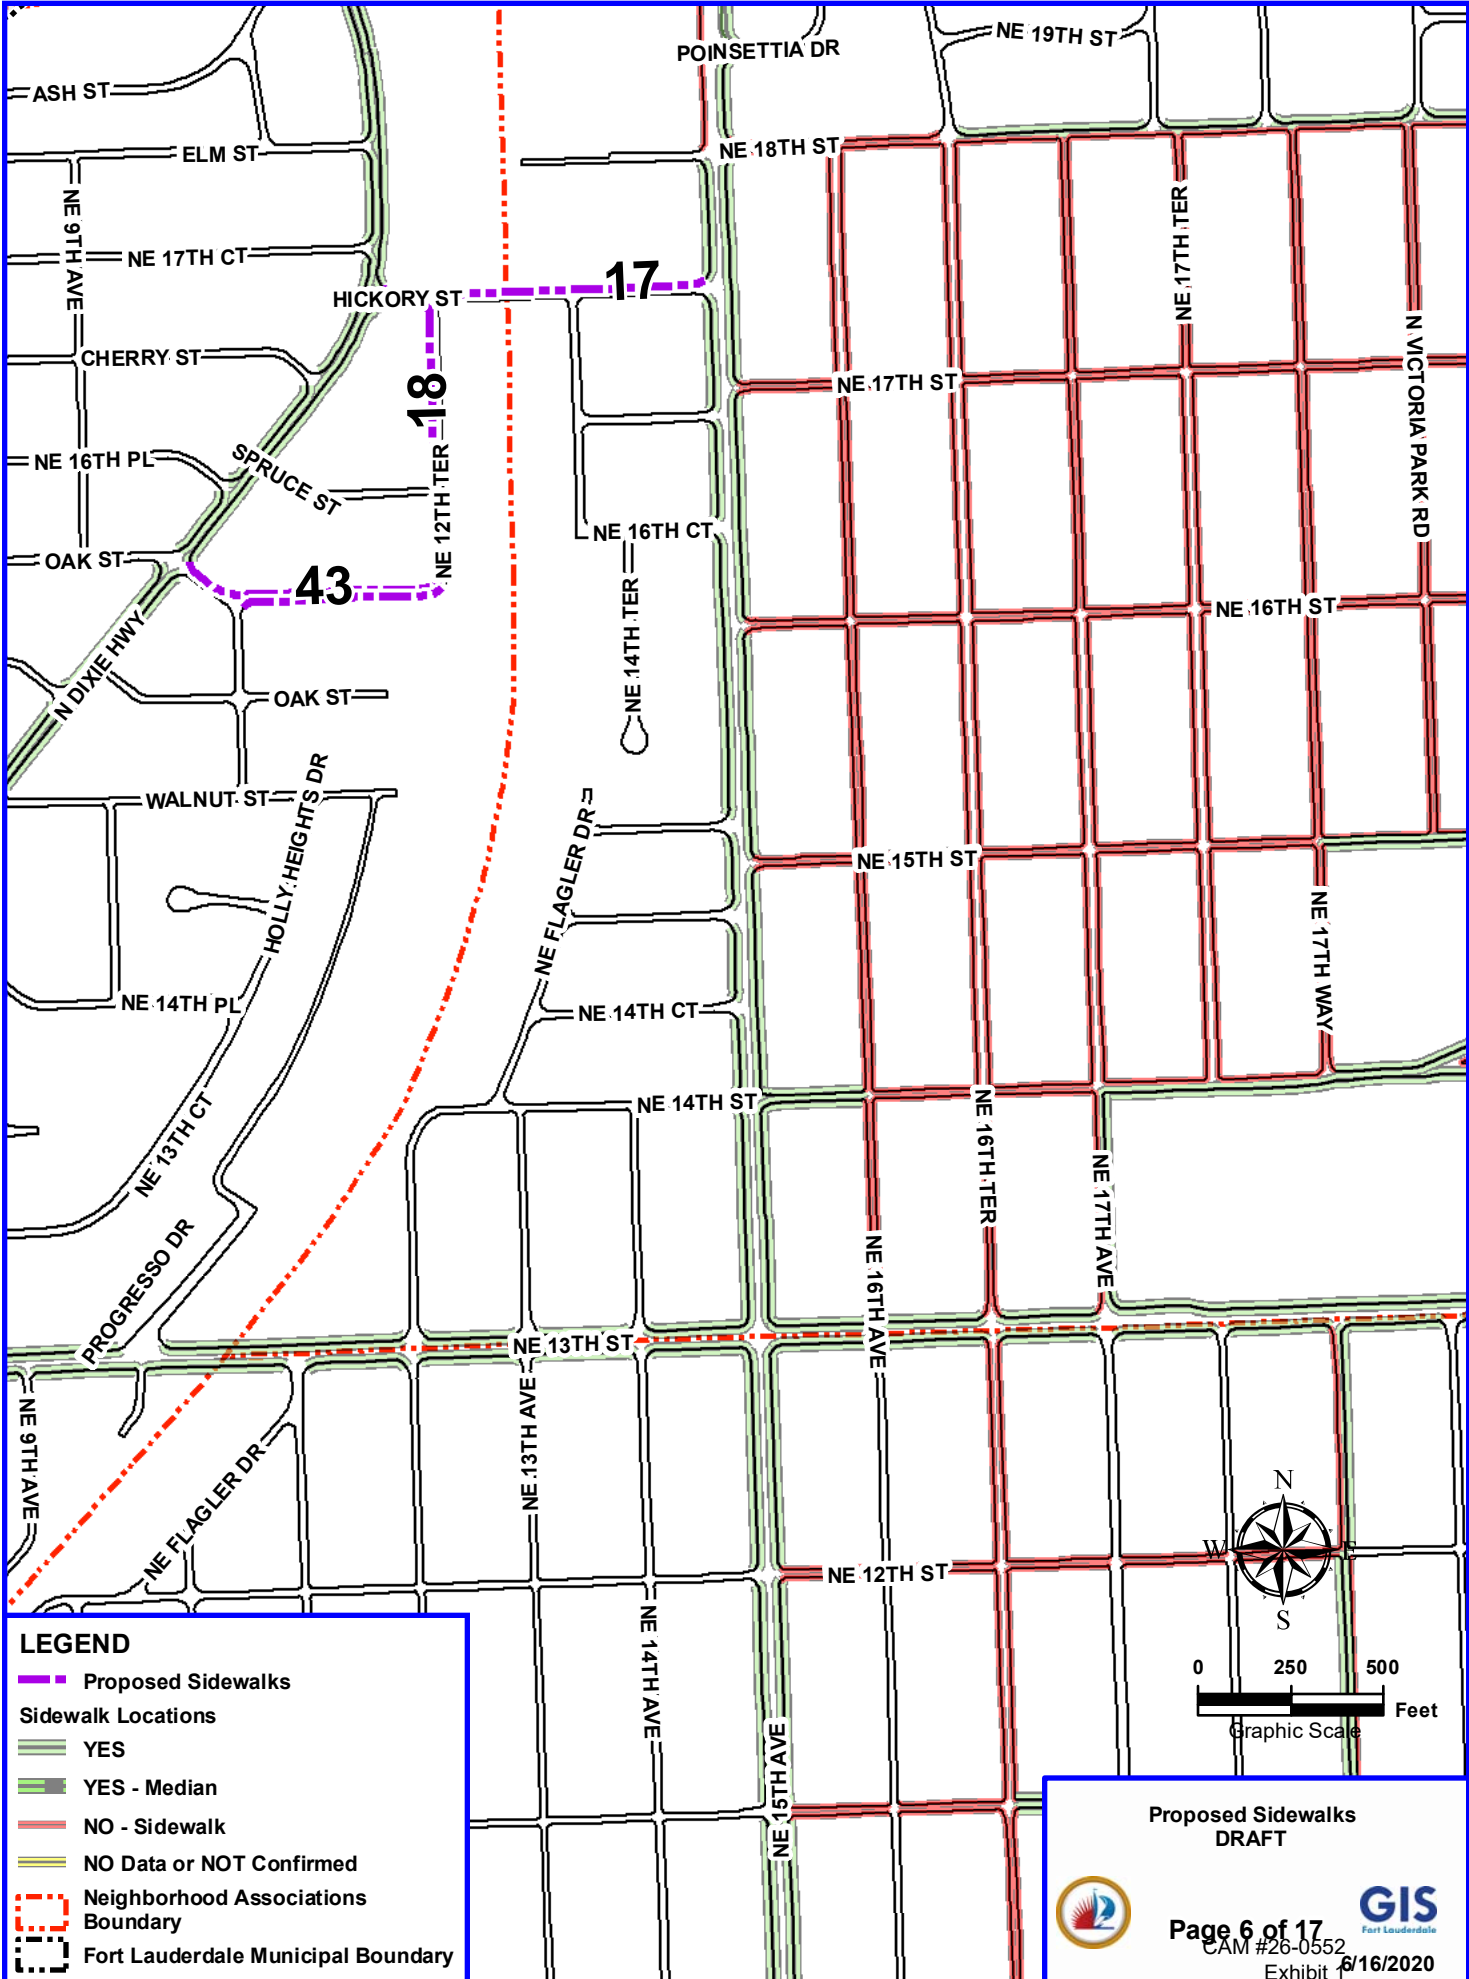 POINSETTIA DR
NE 19TH ST
ASH ST
ELM ST
NE 18TH ST
NE 9TH AVE
NE 17TH CT
NE 17TH TER
HICKORY ST
17
CHERRY ST
18
NE 17TH ST
N VICTORIA PARK RD
NE 16TH PL
SPRUCE ST
NE 12TH TER
NE 16TH CT
OAK ST
43
NE 14TH TER
NE 16TH ST
N DIXIE HWY
OAK ST
WALNUT ST
HOLLY HEIGHTS DR
NE FLAGLER DR
NE 15TH ST
NE 17TH WAY
NE 14TH PL
NE 14TH CT
NE 14TH ST
NE 13TH CT
NE 16TH TER
NE 17TH AVE
PROGRESSO DR
NE 16TH AVE
NE 13TH ST
NE 9TH AVE
NE 13TH AVE
NE FLAGLER DR
NE 12TH ST
NE 14TH AVE
NE 15TH AVE
N
W
E
S
0 250 500
Feet
Graphic Scale
LEGEND
Proposed Sidewalks
Sidewalk Locations
YES
YES - Median
NO - Sidewalk
NO Data or NOT Confirmed
Neighborhood Associations
Boundary
Fort Lauderdale Municipal Boundary
Proposed Sidewalks
DRAFT
GIS
Fort Lauderdale
Page 6 of 17
CAM #26-0552
6/16/2020
Exhibit 1